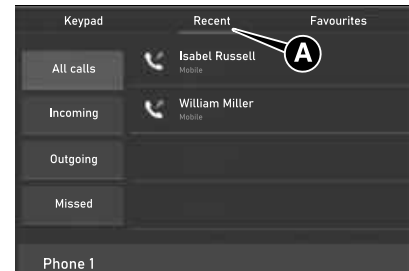 Keypad Recent Favourites
A
All calls
Isabel Russell
Mobile
Incoming
William Miller
Mobile
Outgoing
Missed
Phone 1